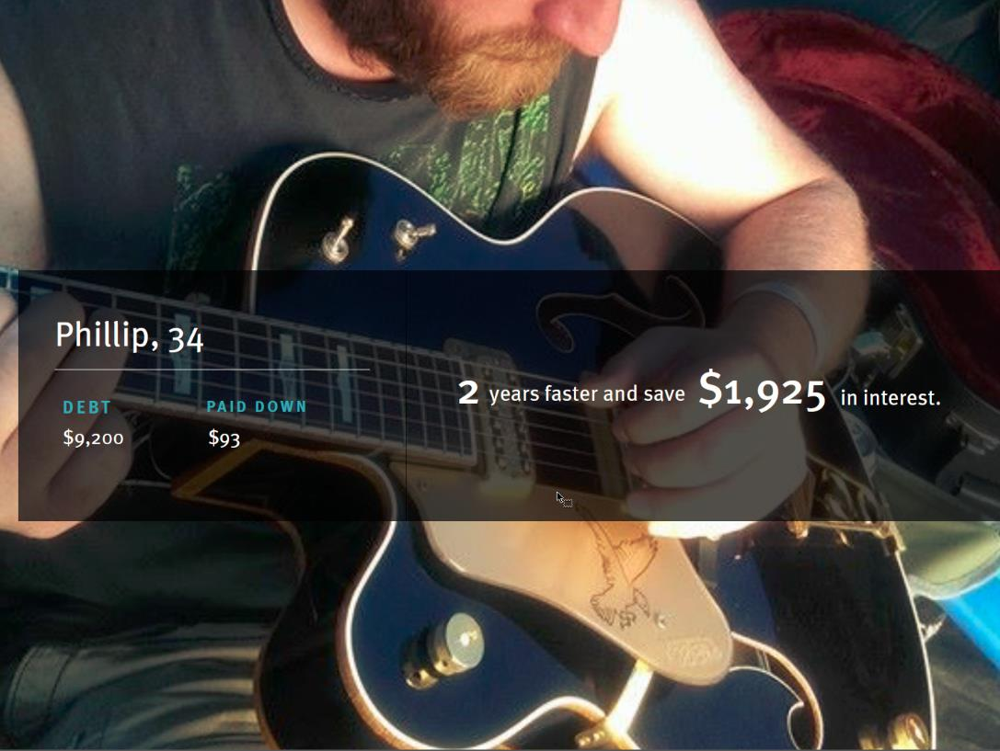 Phillip, 34
DEBT PAID DOWN
$9,200 $93
2 years faster and save $1,925 in interest.